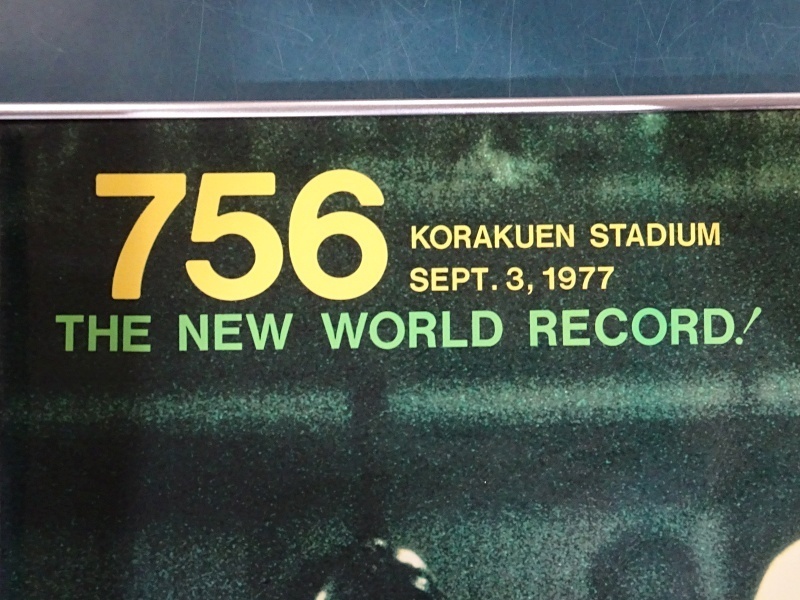 756
KORAKUEN STADIUM
SEPT. 3, 1977
THE NEW WORLD RECORD.!